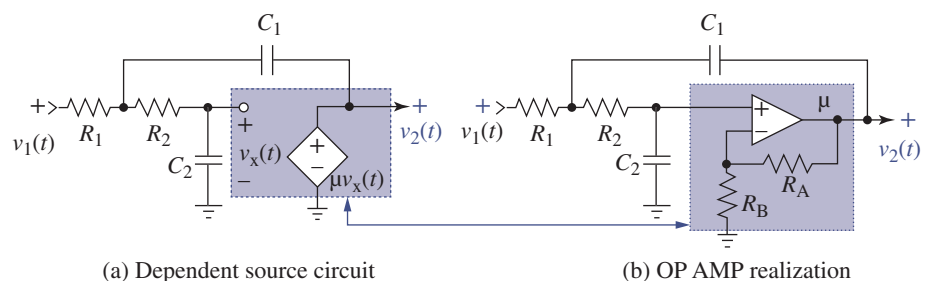 C1
+
R1
R2
v1(t)
C2
+
vx(t)
–
+
–
μvx(t)
+
v2(t)
(a) Dependent source circuit
C1
+
R1
R2
v1(t)
C2
+
–
μ
RA
RB
+
v2(t)
(b) OP AMP realization